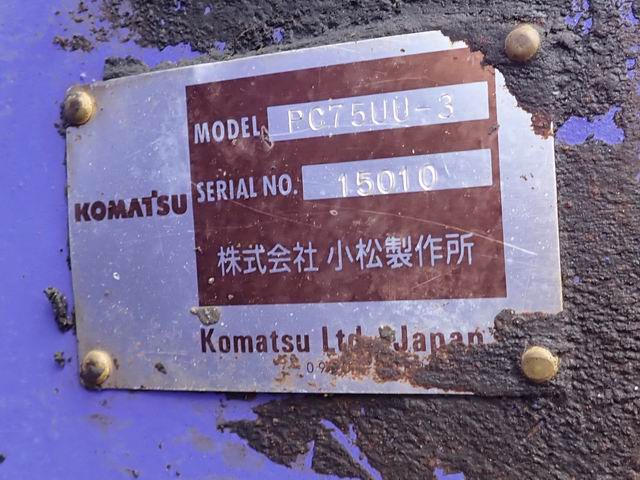 MODEL PC75UU-3
SERIAL NO. 15010
KOMATSU
株式会社 小松製作所
Komatsu Ltd. Japan